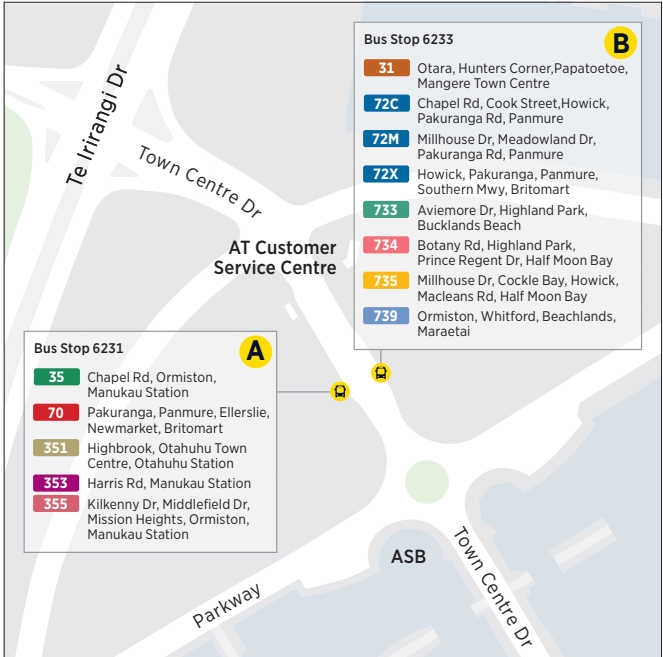 Te Irirangi Dr
Town Centre Dr
AT Customer
Service Centre
Bus Stop 6233
B
31 Otara, Hunters Corner,Papatoetoe,
Mangere Town Centre
72C Chapel Rd, Cook Street,Howick,
Pakuranga Rd, Panmure
72M Millhouse Dr, Meadowland Dr,
Pakuranga Rd, Panmure
72X Howick, Pakuranga, Panmure,
Southern Mwy, Britomart
733 Aviemore Dr, Highland Park,
Bucklands Beach
734 Botany Rd, Highland Park,
Prince Regent Dr, Half Moon Bay
735 Millhouse Dr, Cockle Bay, Howick,
Macleans Rd, Half Moon Bay
739 Ormiston, Whitford, Beachlands,
Maraetai
Bus Stop 6231
A
35 Chapel Rd, Ormiston,
Manukau Station
70 Pakuranga, Panmure, Ellerslie,
Newmarket, Britomart
351 Highbrook, Otahuhu Town
Centre, Otahuhu Station
353 Harris Rd, Manukau Station
355 Kilkenny Dr, Middlefield Dr,
Mission Heights, Ormiston,
Manukau Station
ASB
Parkway
Town Centre Dr